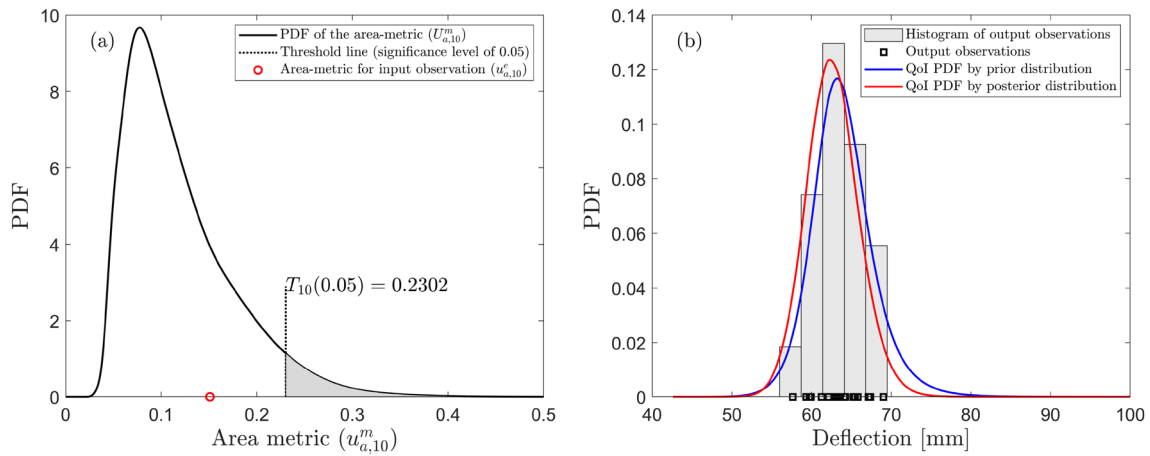 (a)
PDF of the area-metric (U^m_{a,10})
Threshold line (significance level of 0.05)
Area-metric for input observation (u^e_{a,10})
10
8
6
4
2
0
PDF
T_{10}(0.05) = 0.2302
0 0.1 0.2 0.3 0.4 0.5
Area metric (u^m_{a,10})
(b)
Histogram of output observations
Output observations
QoI PDF by prior distribution
QoI PDF by posterior distribution
0.14
0.12
0.1
0.08
0.06
0.04
0.02
0
PDF
40 50 60 70 80 90 100
Deflection [mm]